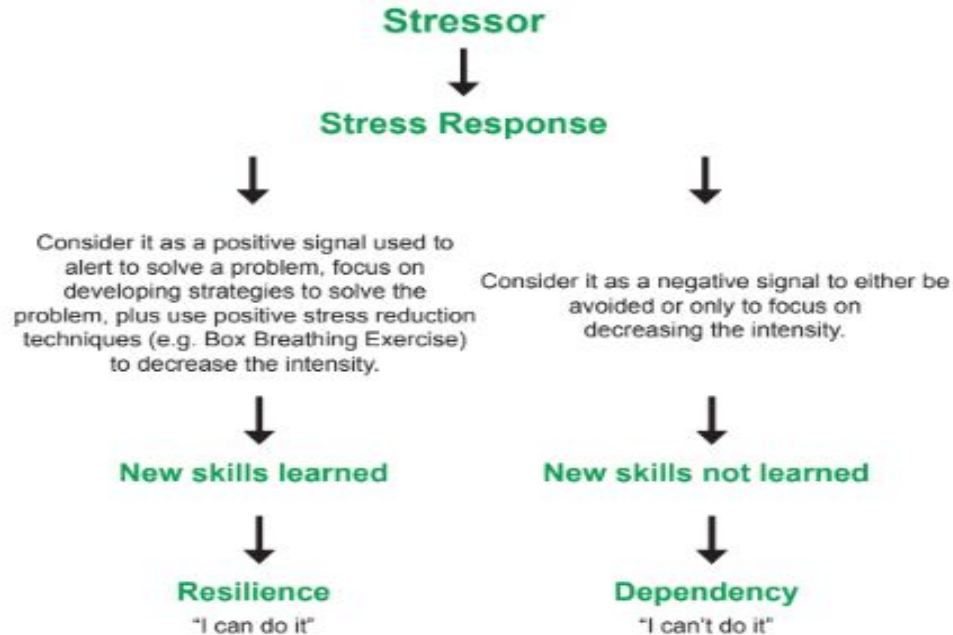 Stressor
Stress Response
Consider it as a positive signal used to
alert to solve a problem, focus on
developing strategies to solve the
problem, plus use positive stress reduction
techniques (e.g. Box Breathing Exercise)
to decrease the intensity.
Consider it as a negative signal to either be
avoided or only to focus on
decreasing the intensity.
New skills learned
New skills not learned
Resilience
"I can do it"
Dependency
"I can't do it"